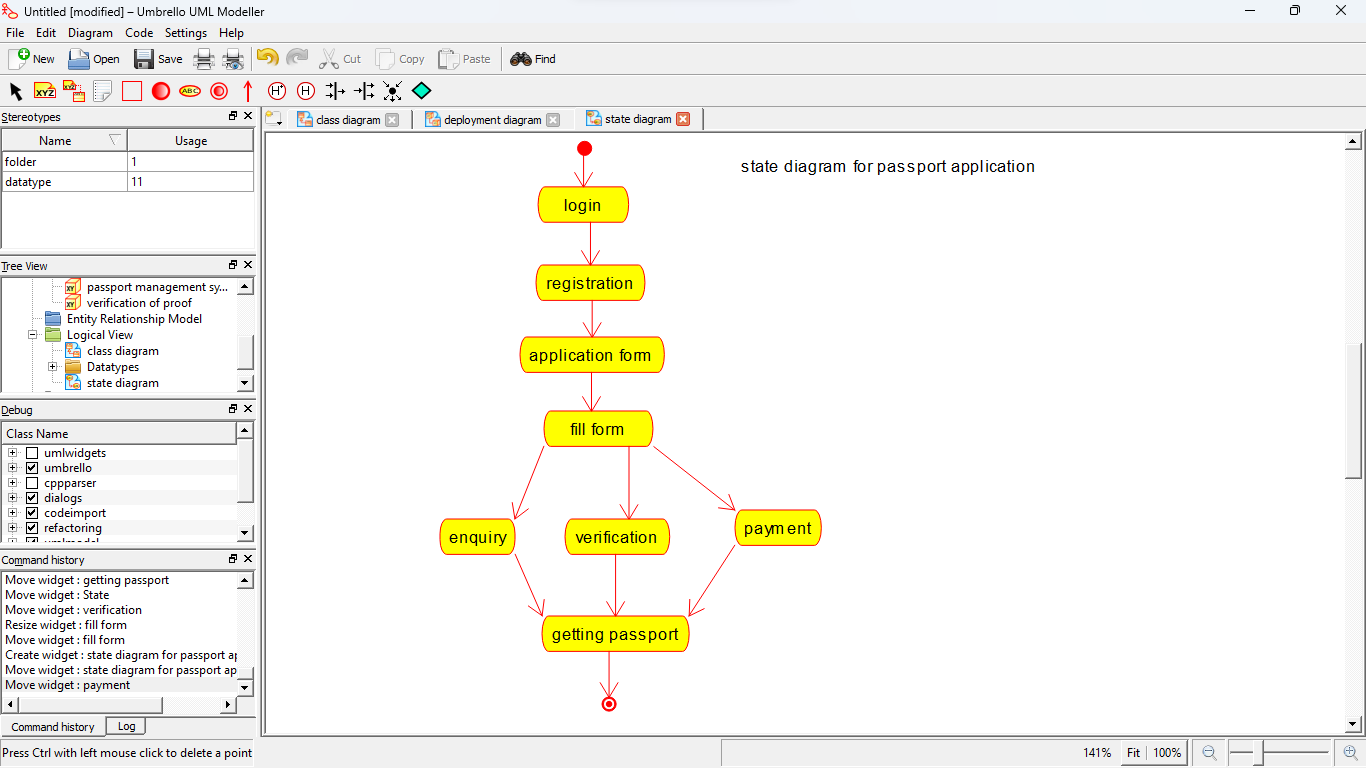 Untitled [modified] – Umbrello UML Modeller
File Edit Diagram Code Settings Help
New Open Save Cut Copy Paste Find
XYZ XYZ ABC H* H
Stereotypes
class diagram deployment diagram state diagram
Name Usage
folder 1
datatype 11
Tree View
passport management sy...
verification of proof
Entity Relationship Model
Logical View
class diagram
Datatypes
state diagram
Debug
Class Name
umlwidgets
umbrello
cppparser
dialogs
codeimport
refactoring
umlmodel
Command history
Move widget : getting passport
Move widget : State
Move widget : verification
Resize widget : fill form
Move widget : fill form
Create widget : state diagram for passport ap
Move widget : state diagram for passport ap
Move widget : payment
Command history Log
Press Ctrl with left mouse click to delete a point
state diagram for passport application
login
registration
application form
fill form
enquiry verification payment
getting passport
141% Fit 100%